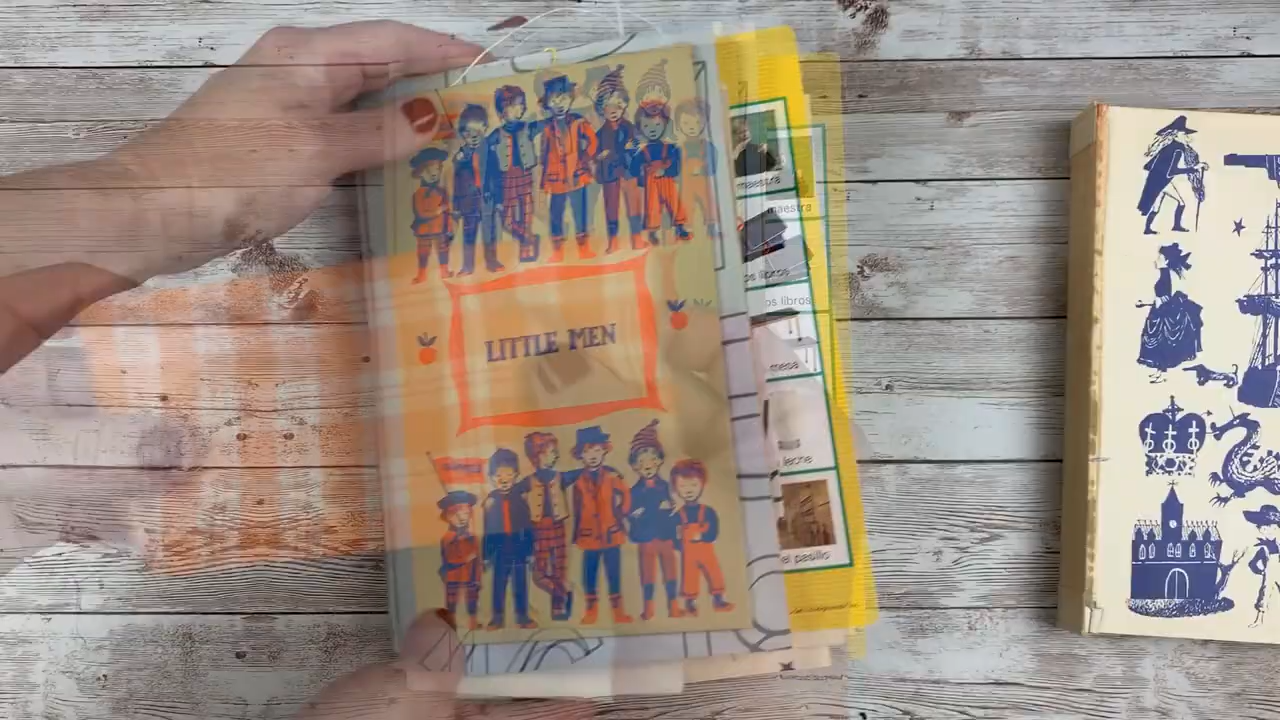 LITTLE MEN
maestra
maestra
os libros
os libros
mesa
leche
el pasillo